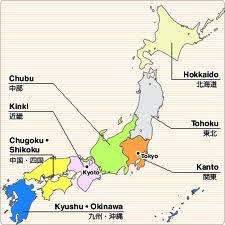 Hokkaido
北海道
Chubu
中部
Kinki
近畿
Tohoku
東北
Chugoku・
Shikoku
中国・四国
Kyoto
Tokyo
Kanto
関東
Kyushu・Okinawa
九州・沖縄